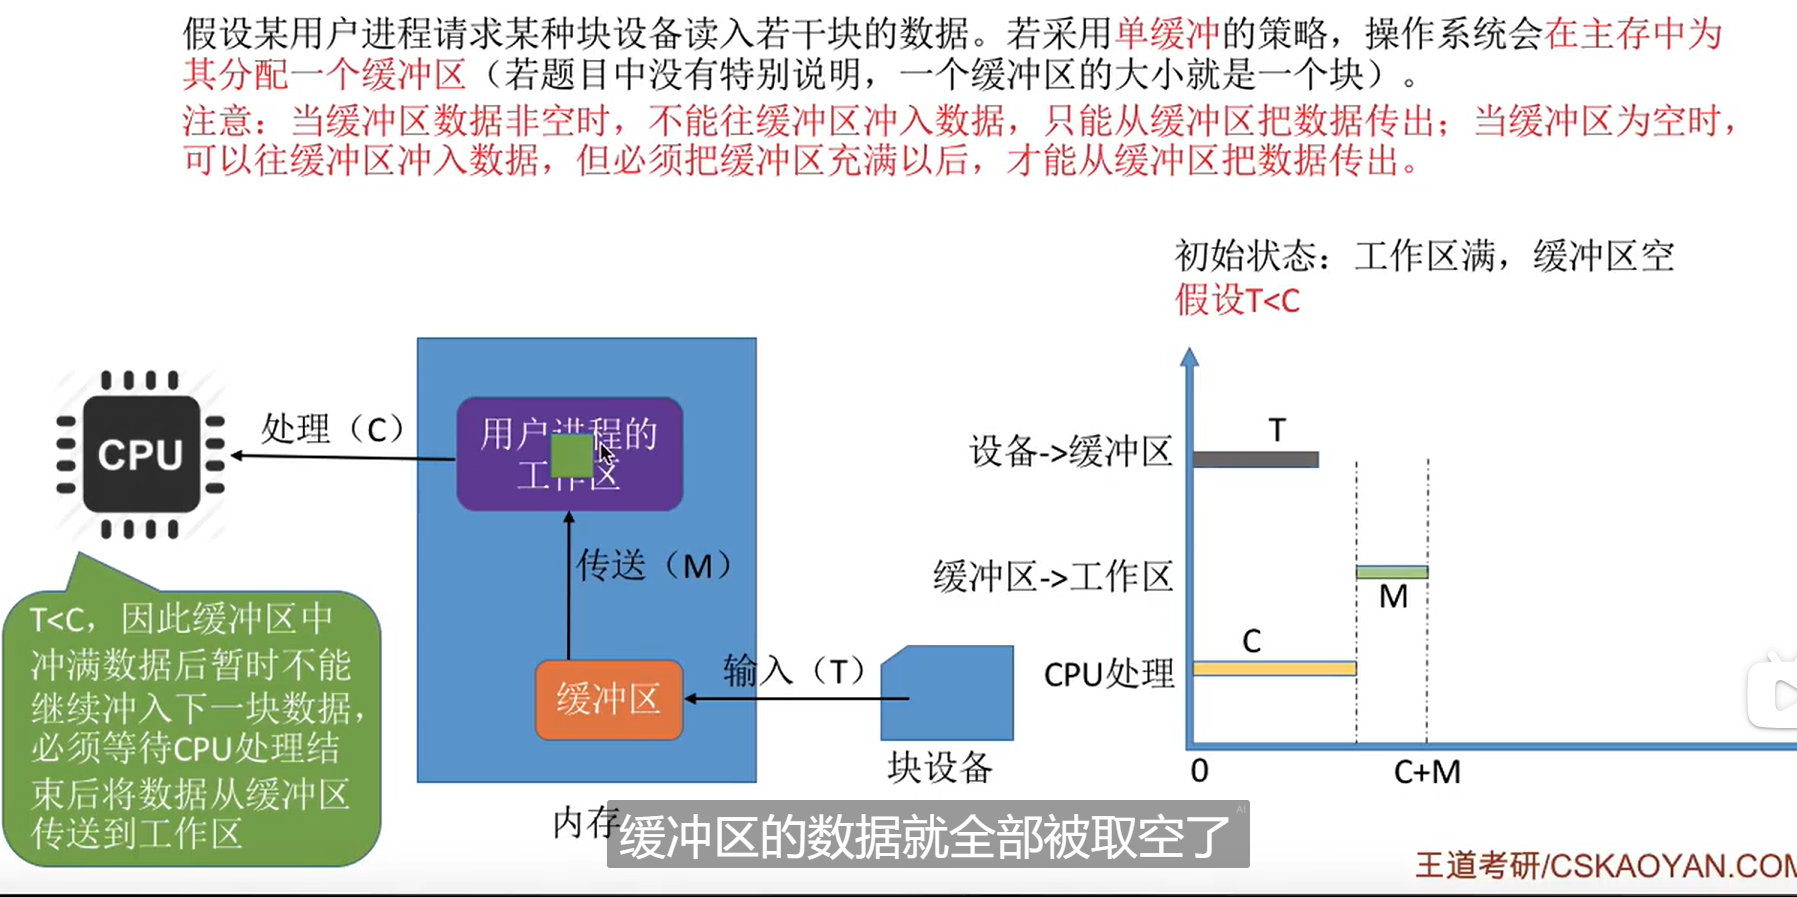 假设某用户进程请求某种块设备读入若干块的数据。若采用单缓冲的策略，操作系统会在主存中为
其分配一个缓冲区（若题目中没有特别说明，一个缓冲区的大小就是一个块）。
注意：当缓冲区数据非空时，不能往缓冲区冲入数据，只能从缓冲区把数据传出；当缓冲区为空时，
可以往缓冲区冲入数据，但必须把缓冲区充满以后，才能从缓冲区把数据传出。
初始状态：工作区满，缓冲区空
假设T<C
CPU
处理（C）
用户进程的
工作区
传送（M）
缓冲区
输入（T）
块设备
内存
T<C，因此缓冲区中
冲满数据后暂时不能
继续冲入下一块数据，
必须等待CPU处理结
束后将数据从缓冲区
传送到工作区
设备->缓冲区
T
缓冲区->工作区
M
CPU处理
C
0
C+M
缓冲区的数据就全部被取空了
AI
王道考研/CSKAOYAN.COM